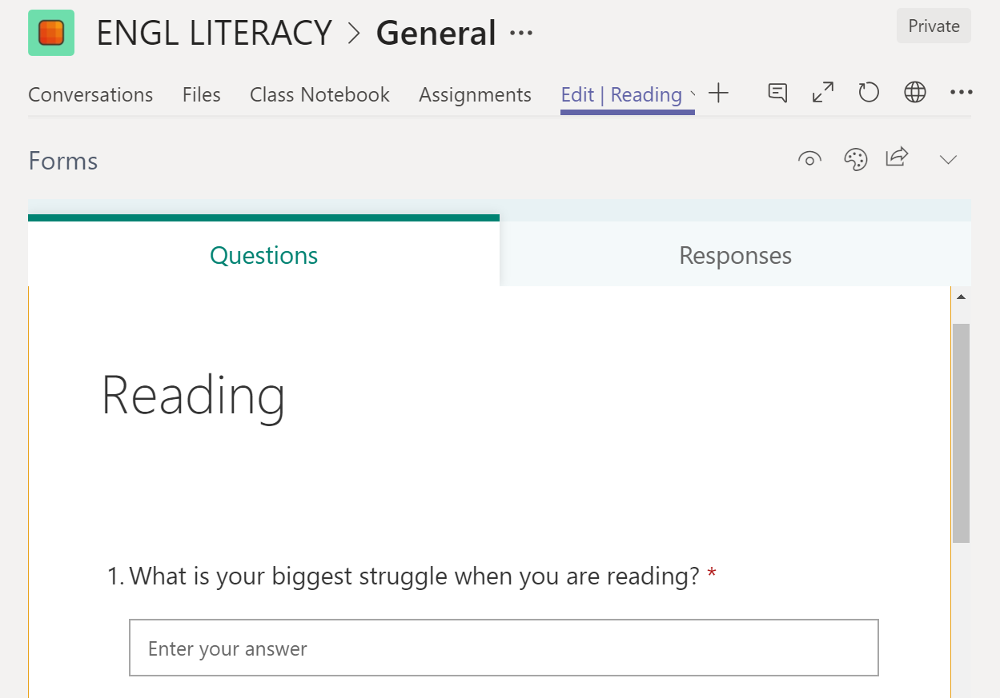 ENGL LITERACY > General ...
Private
Conversations Files Class Notebook Assignments Edit | Reading
Forms
Questions Responses
Reading
1. What is your biggest struggle when you are reading? *
Enter your answer